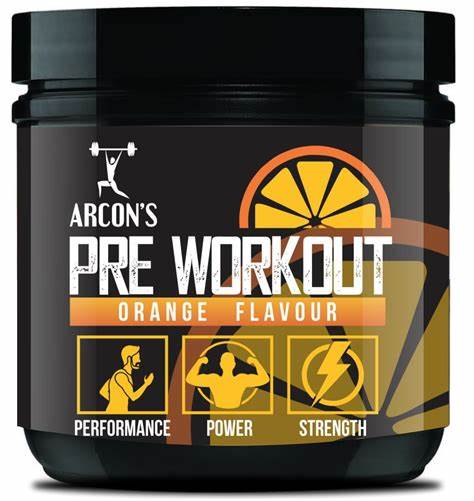 ARCON'S
PRE WORKOUT
ORANGE FLAVOUR
PERFORMANCE POWER STRENGTH